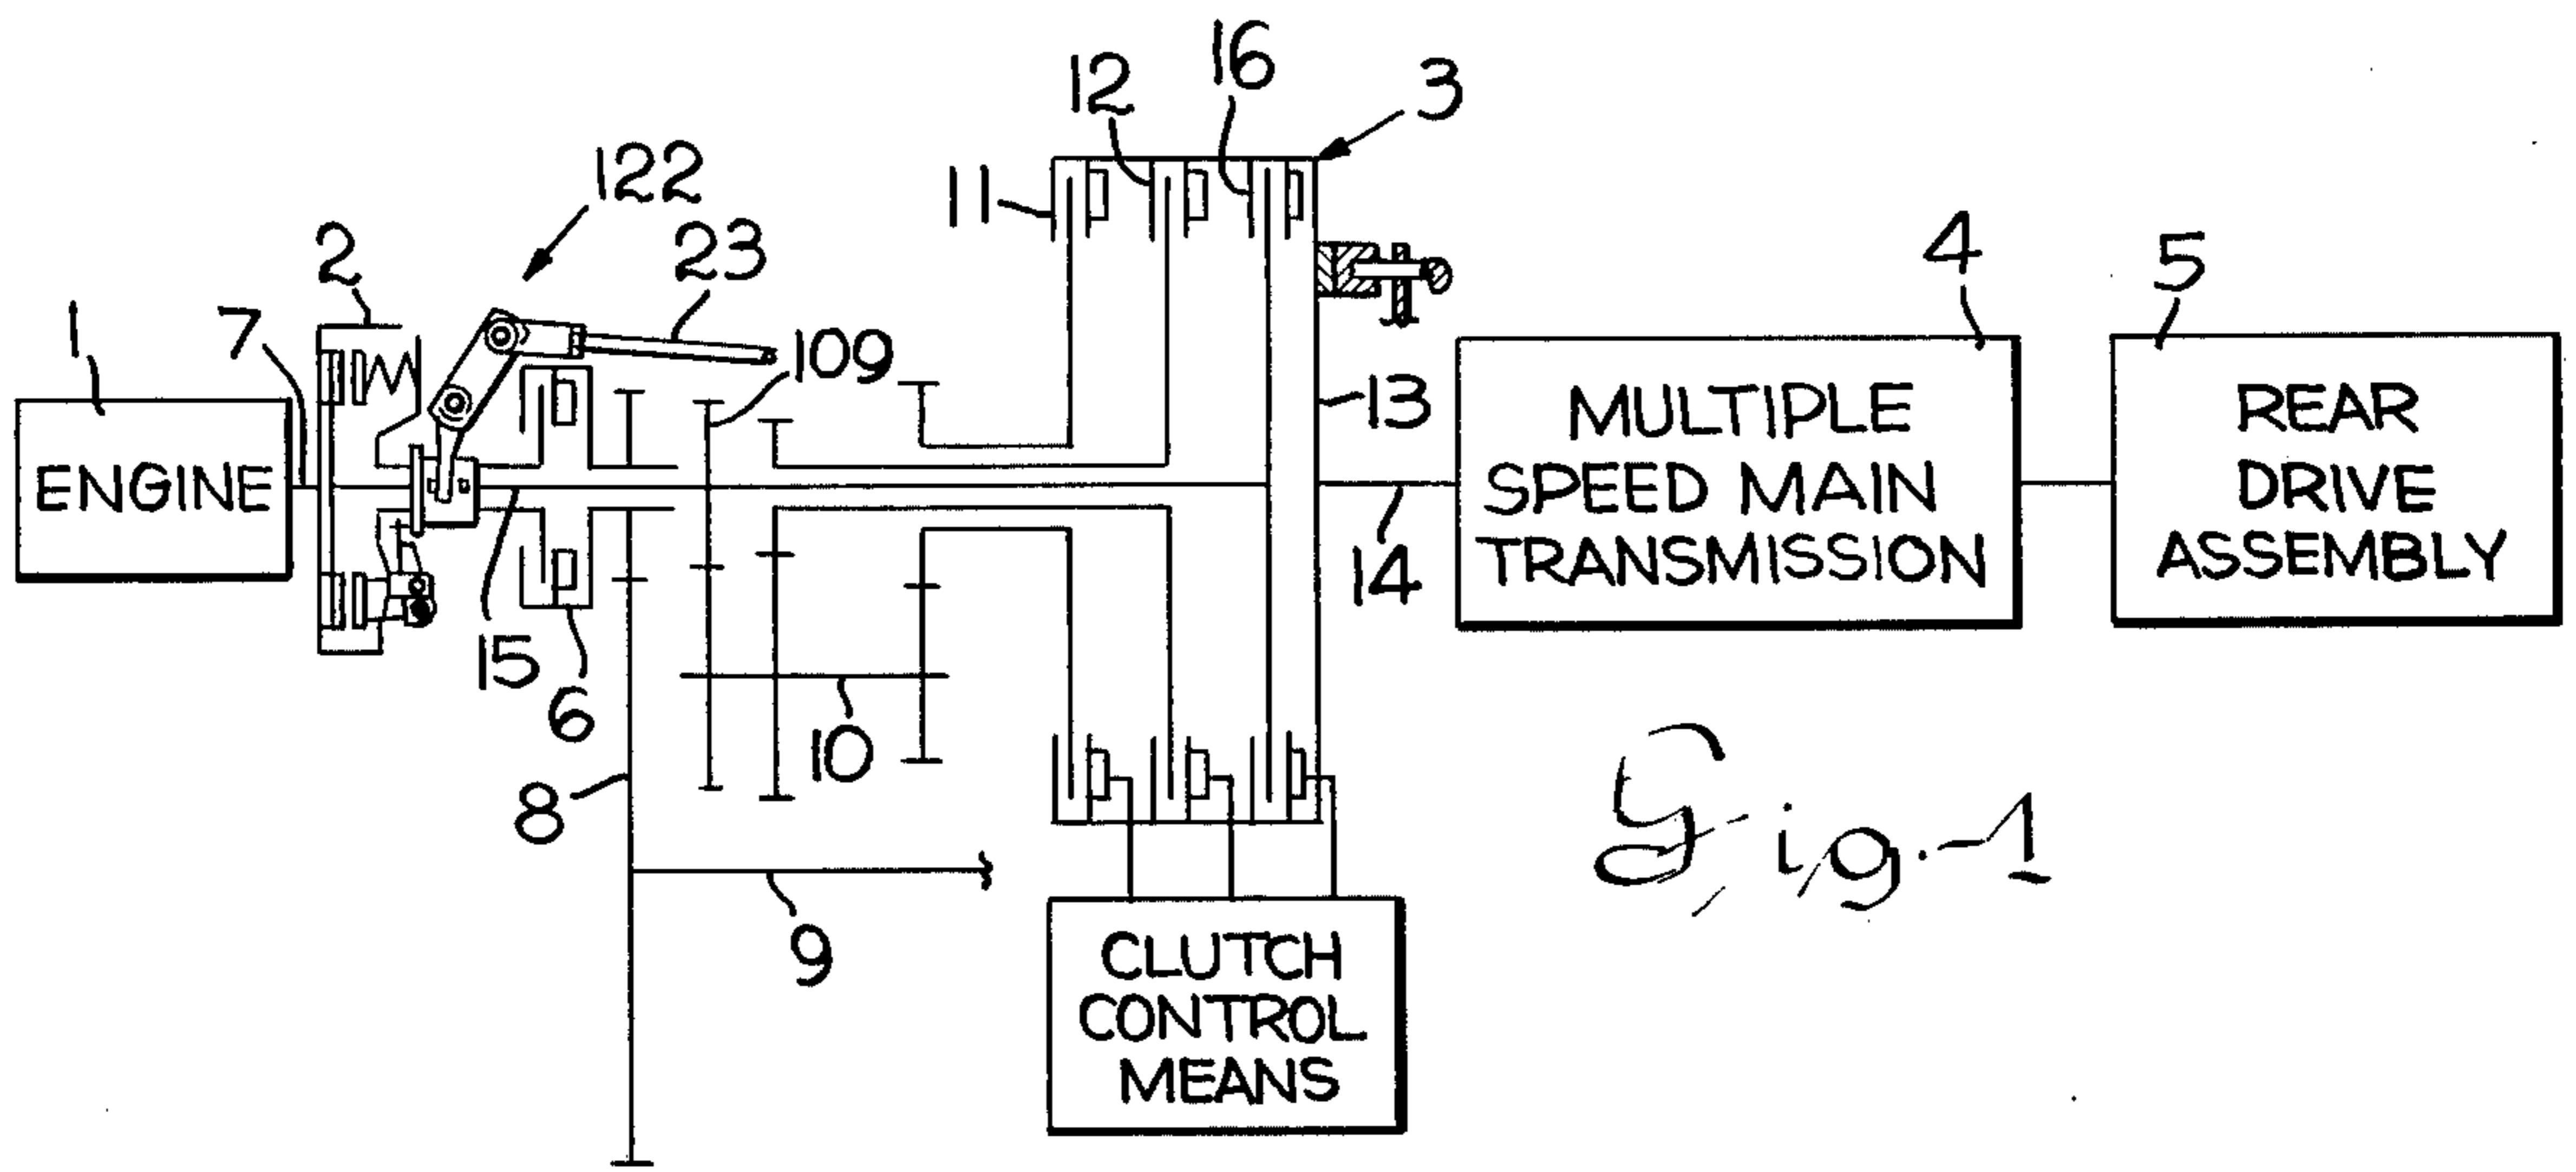 12
16
3
122
11
2
23
4
5
1
7
109
13
ENGINE
MULTIPLE
SPEED MAIN
TRANSMISSION
REAR
DRIVE
ASSEMBLY
14
15
6
10
8
9
CLUTCH
CONTROL
MEANS
Fig.-1